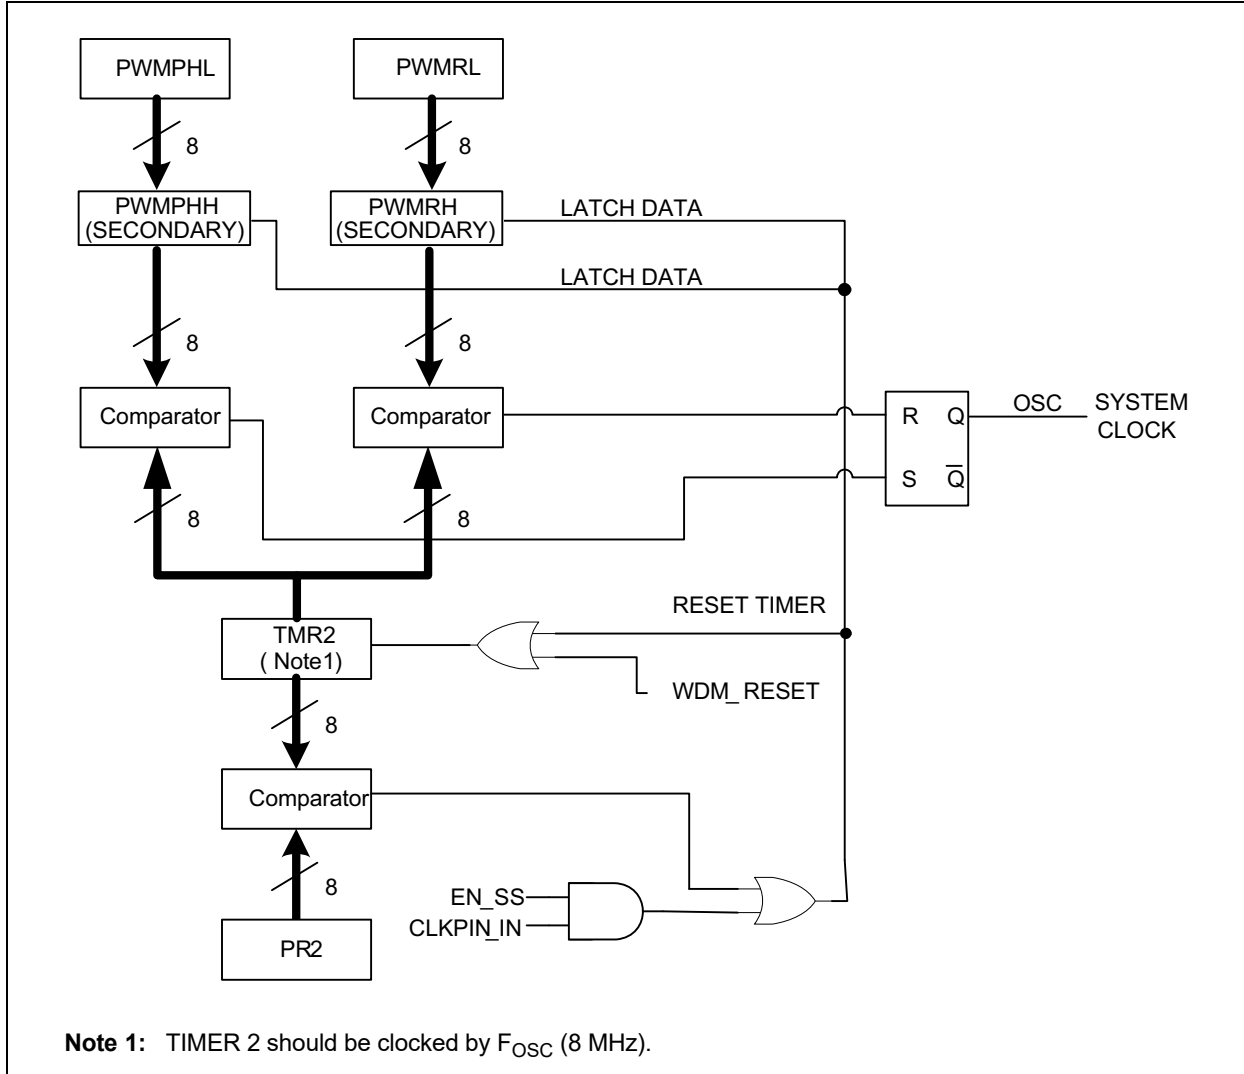 PWMPHL
PWMRL
8
8
PWMPHH
(SECONDARY)
PWMRH
(SECONDARY)
LATCH DATA
LATCH DATA
8
8
Comparator
Comparator
R Q
S Q̅
OSC
SYSTEM
CLOCK
8
8
RESET TIMER
TMR2
( Note1)
WDM_ RESET
8
Comparator
8
EN_SS
CLKPIN_IN
PR2
Note 1: TIMER 2 should be clocked by FOSC (8 MHz).